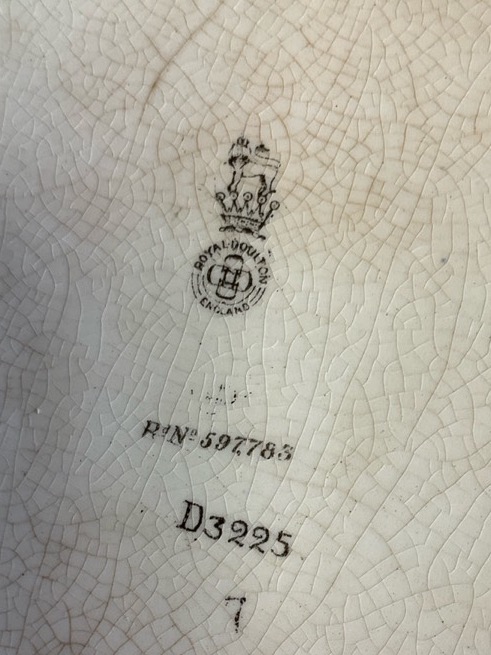 ROYAL·DOULTON
ENGLAND
Rd No 597783
D3225
7